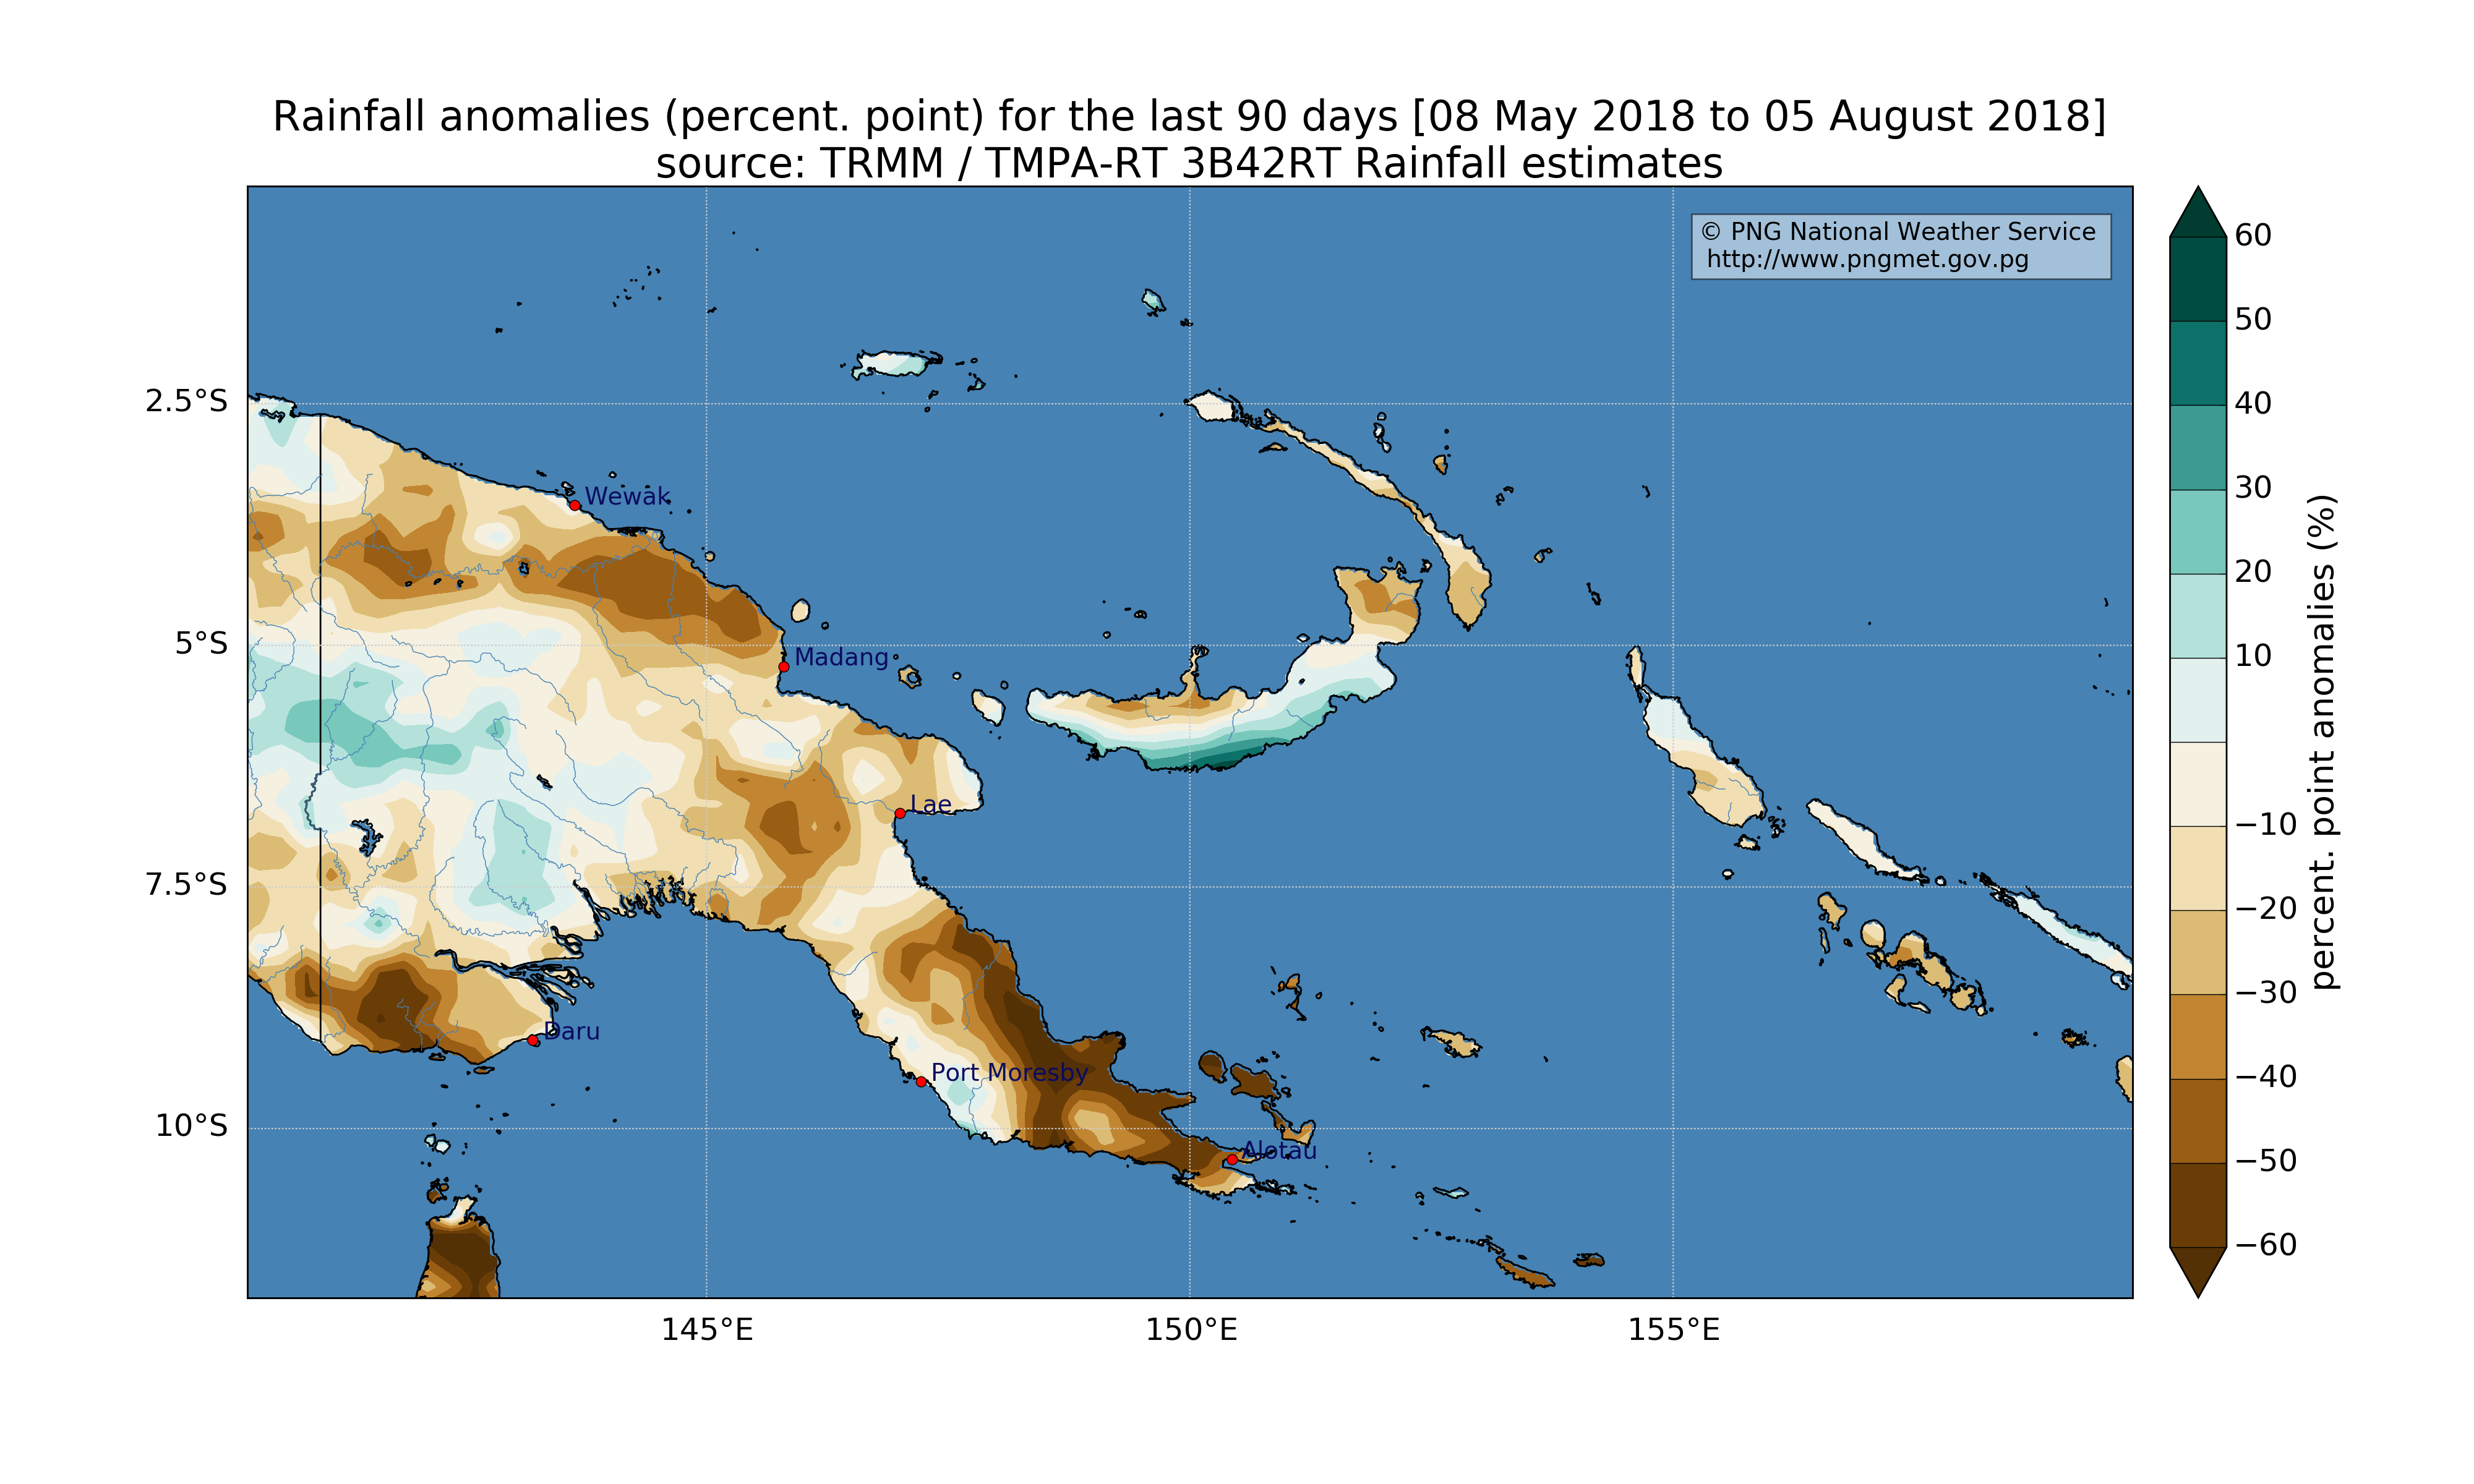 Rainfall anomalies (percent. point) for the last 90 days [08 May 2018 to 05 August 2018]
source: TRMM / TMPA-RT 3B42RT Rainfall estimates
© PNG National Weather Service
http://www.pngmet.gov.pg
2.5°S
5°S
7.5°S
10°S
Wewak
Madang
Lae
Daru
Port Moresby
Alotau
145°E
150°E
155°E
60
50
40
30
20
10
−10
−20
−30
−40
−50
−60
percent. point anomalies (%)